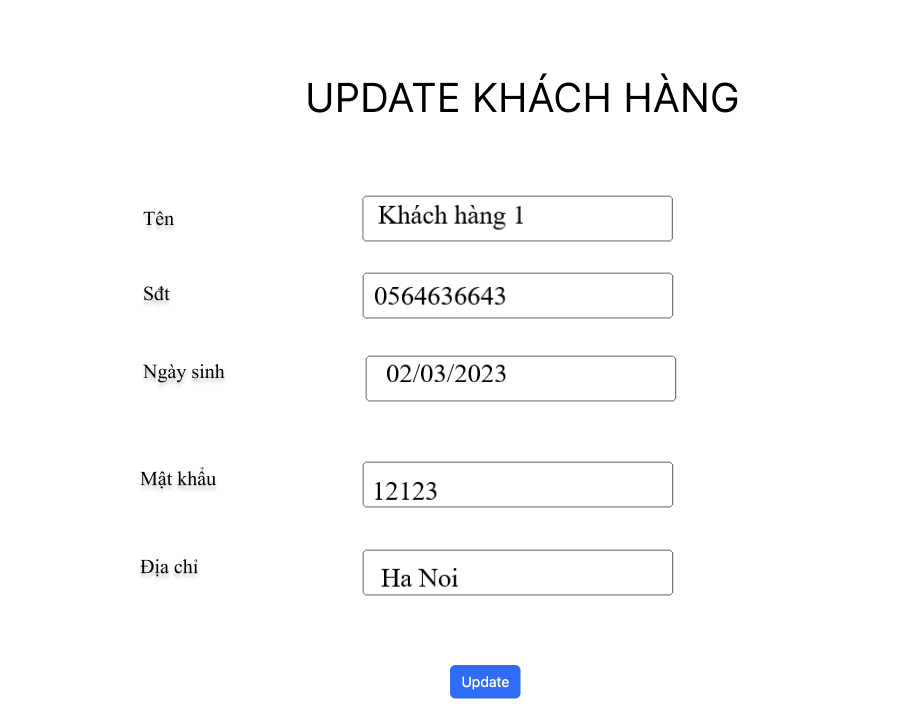 UPDATE KHÁCH HÀNG
Tên
Khách hàng 1
Sđt
0564636643
Ngày sinh
02/03/2023
Mật khẩu
12123
Địa chỉ
Ha Noi
Update